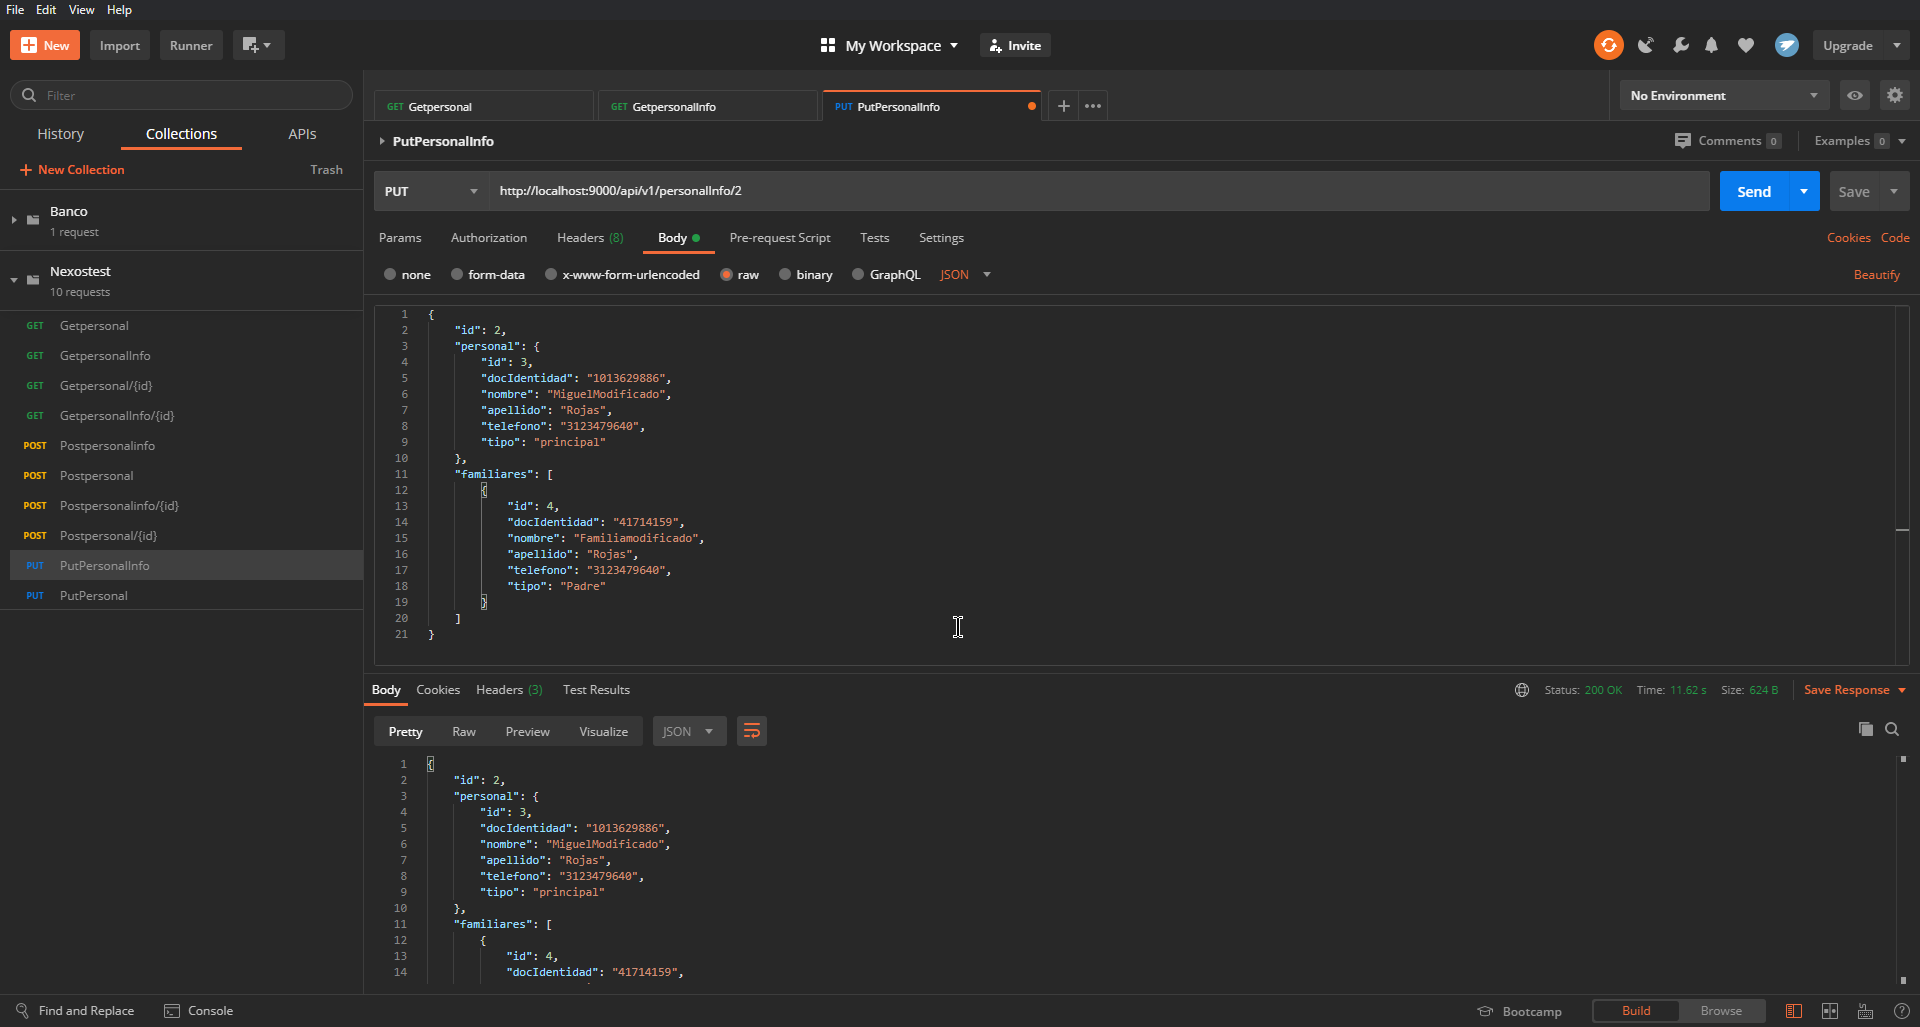 File Edit View Help
New Import Runner My Workspace Invite Upgrade
Filter
History Collections APIs
New Collection Trash
Banco
1 request
Nexostest
10 requests
GET Getpersonal
GET GetpersonalInfo
GET Getpersonal/{id}
GET GetpersonalInfo/{id}
POST Postpersonalinfo
POST Postpersonal
POST Postpersonalinfo/{id}
POST Postpersonal/{id}
PUT PutPersonalInfo
PUT PutPersonal
GET Getpersonal GET GetpersonalInfo PUT PutPersonalInfo No Environment
PutPersonalInfo Comments 0 Examples 0
PUT http://localhost:9000/api/v1/personalInfo/2 Send Save
Params Authorization Headers (8) Body Pre-request Script Tests Settings Cookies Code
none form-data x-www-form-urlencoded raw binary GraphQL JSON Beautify
1 {
2 "id": 2,
3 "personal": {
4 "id": 3,
5 "docIdentidad": "1013629886",
6 "nombre": "MiguelModificado",
7 "apellido": "Rojas",
8 "telefono": "3123479640",
9 "tipo": "principal"
10 },
11 "familiares": [
12 {
13 "id": 4,
14 "docIdentidad": "41714159",
15 "nombre": "Familiamodificado",
16 "apellido": "Rojas",
17 "telefono": "3123479640",
18 "tipo": "Padre"
19 }
20 ]
21 }
Body Cookies Headers (3) Test Results Status: 200 OK Time: 11.62 s Size: 624 B Save Response
Pretty Raw Preview Visualize JSON
1 {
2 "id": 2,
3 "personal": {
4 "id": 3,
5 "docIdentidad": "1013629886",
6 "nombre": "MiguelModificado",
7 "apellido": "Rojas",
8 "telefono": "3123479640",
9 "tipo": "principal"
10 },
11 "familiares": [
12 {
13 "id": 4,
14 "docIdentidad": "41714159",
Find and Replace Console Bootcamp Build Browse